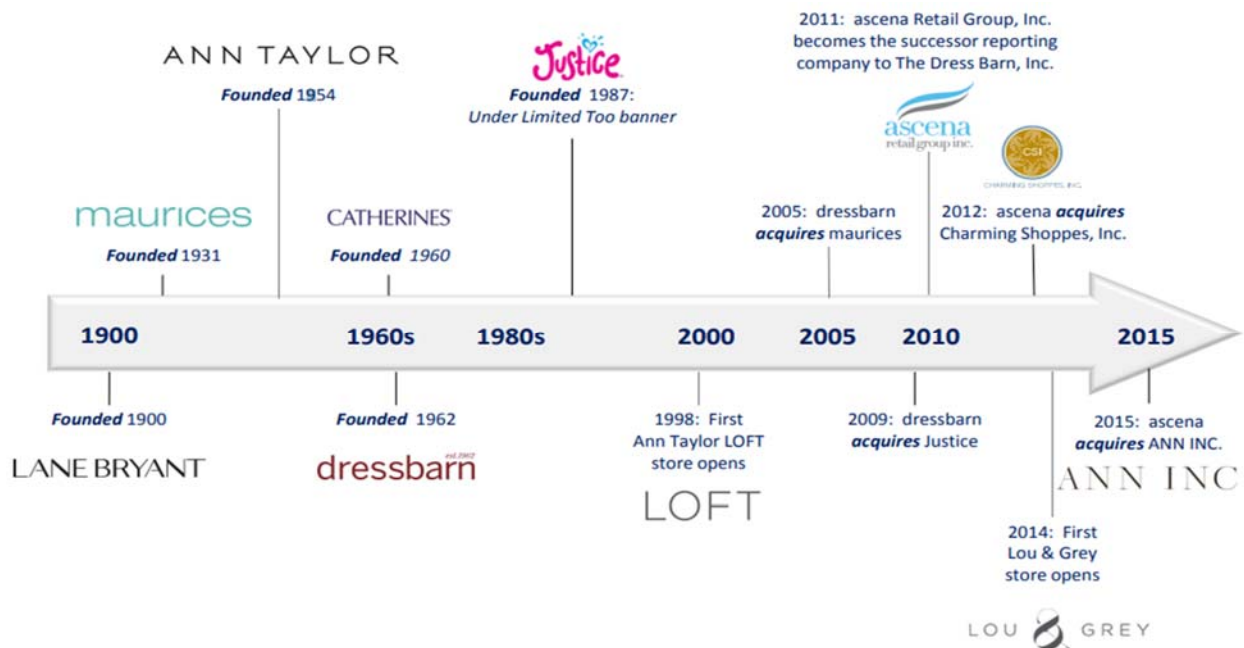 ANN TAYLOR
Founded 1954
Justice
Founded 1987:
Under Limited Too banner
2011: ascena Retail Group, Inc.
becomes the successor reporting
company to The Dress Barn, Inc.
ascena
retail group inc.
CSI
CHARMING SHOPPES, INC.
maurices
Founded 1931
CATHERINES
Founded 1960
2005: dressbarn
acquires maurices
2012: ascena acquires
Charming Shoppes, Inc.
1900 1960s 1980s 2000 2005 2010 2015
Founded 1900
LANE BRYANT
Founded 1962
est.1962
dressbarn
1998: First
Ann Taylor LOFT
store opens
LOFT
2009: dressbarn
acquires Justice
2015: ascena
acquires ANN INC.
ANN INC
2014: First
Lou & Grey
store opens
LOU & GREY